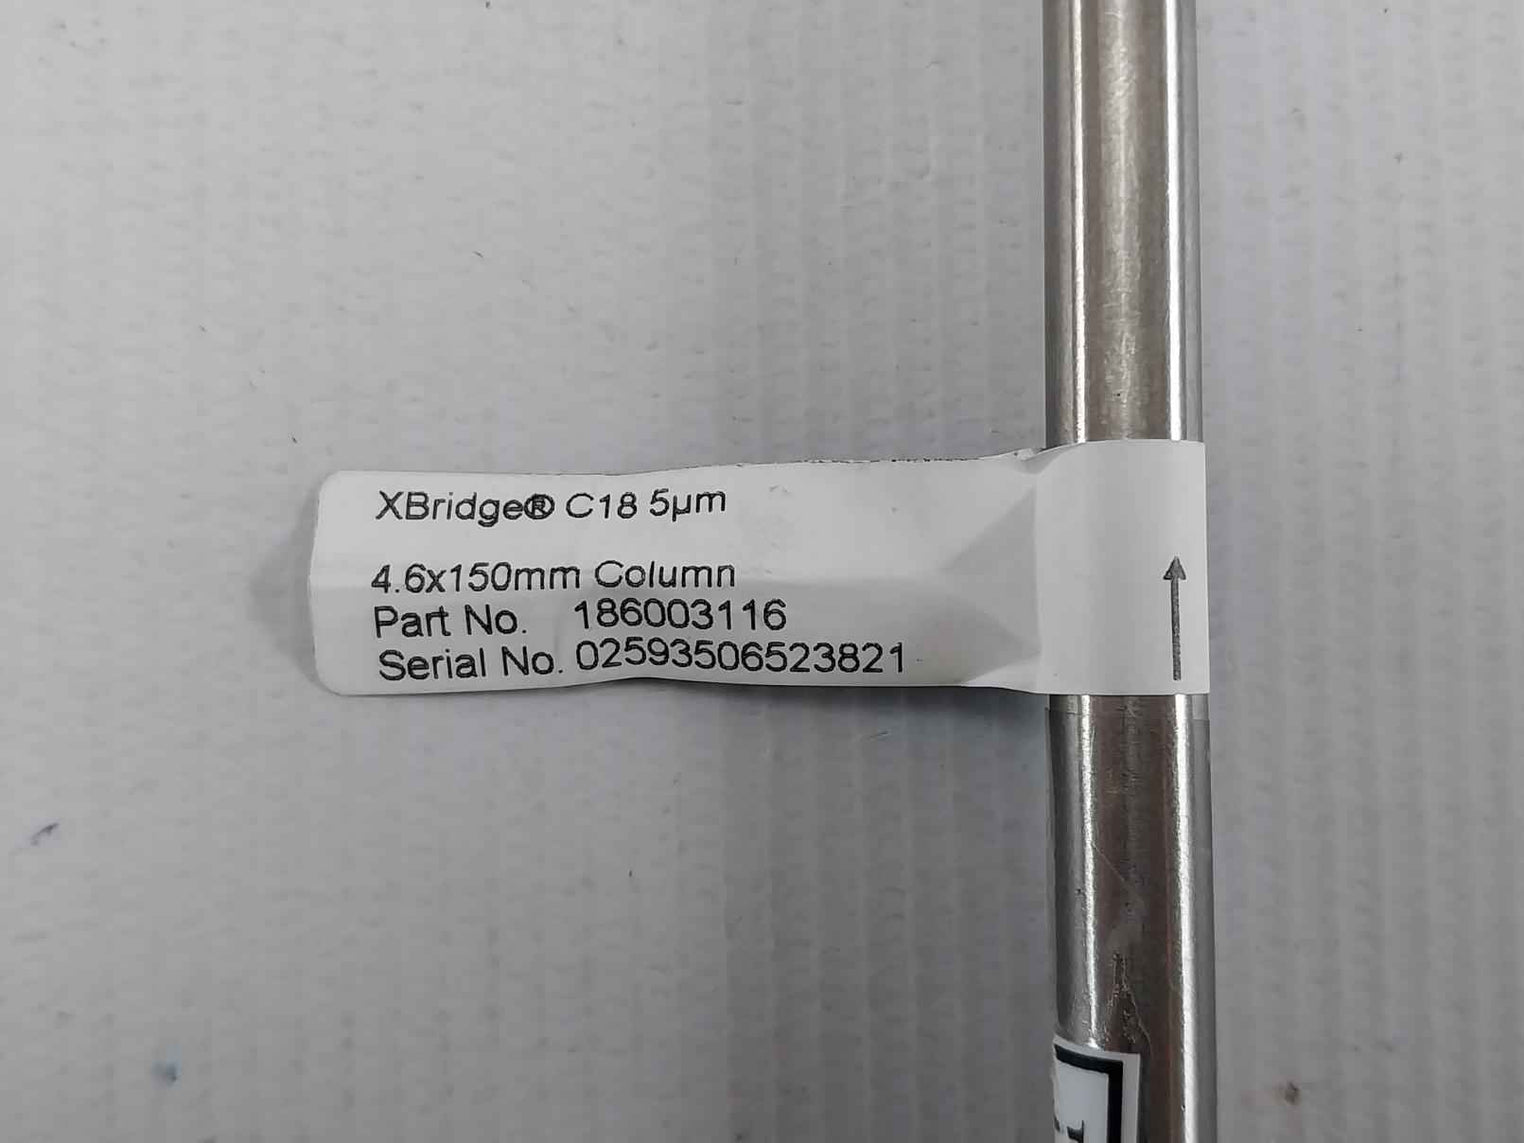 XBridge® C18 5µm
4.6x150mm Column
Part No. 186003116
Serial No. 02593506523821